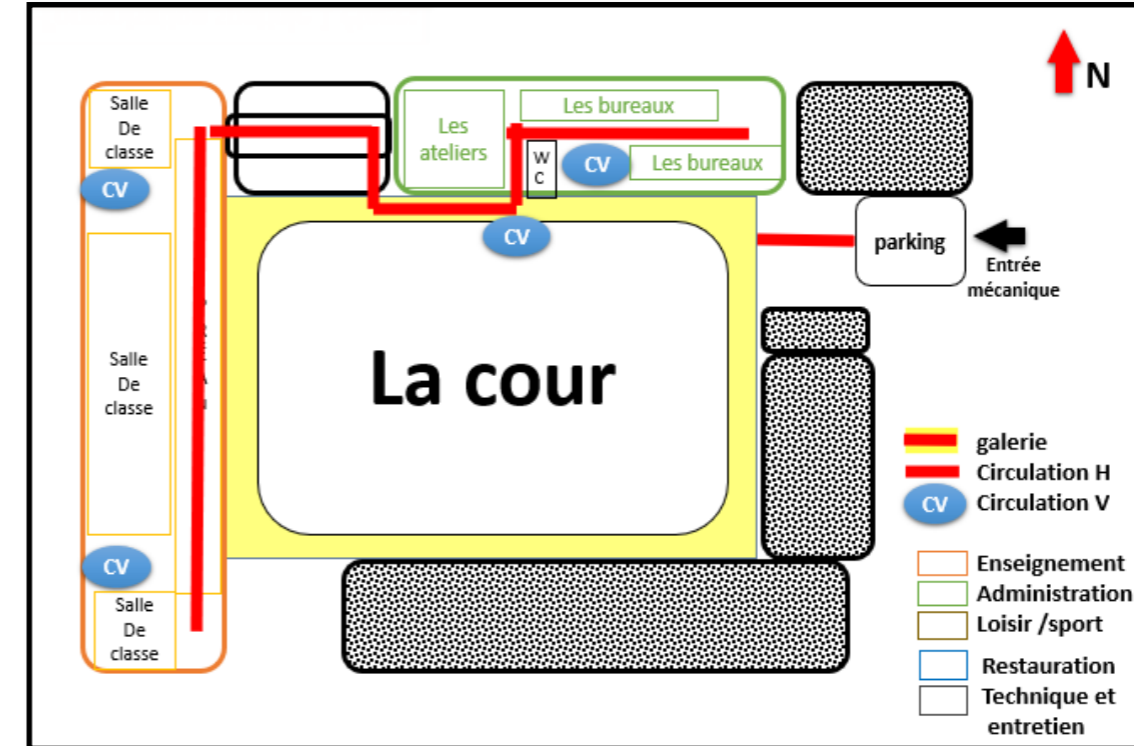 N
Salle
De
classe
Les
ateliers
Les bureaux
W
C
CV
Les bureaux
CV
CV
parking
Entrée
mécanique
Salle
De
classe
La cour
CV
Salle
De
classe
galerie
Circulation H
CV Circulation V
Enseignement
Administration
Loisir /sport
Restauration
Technique et
entretien